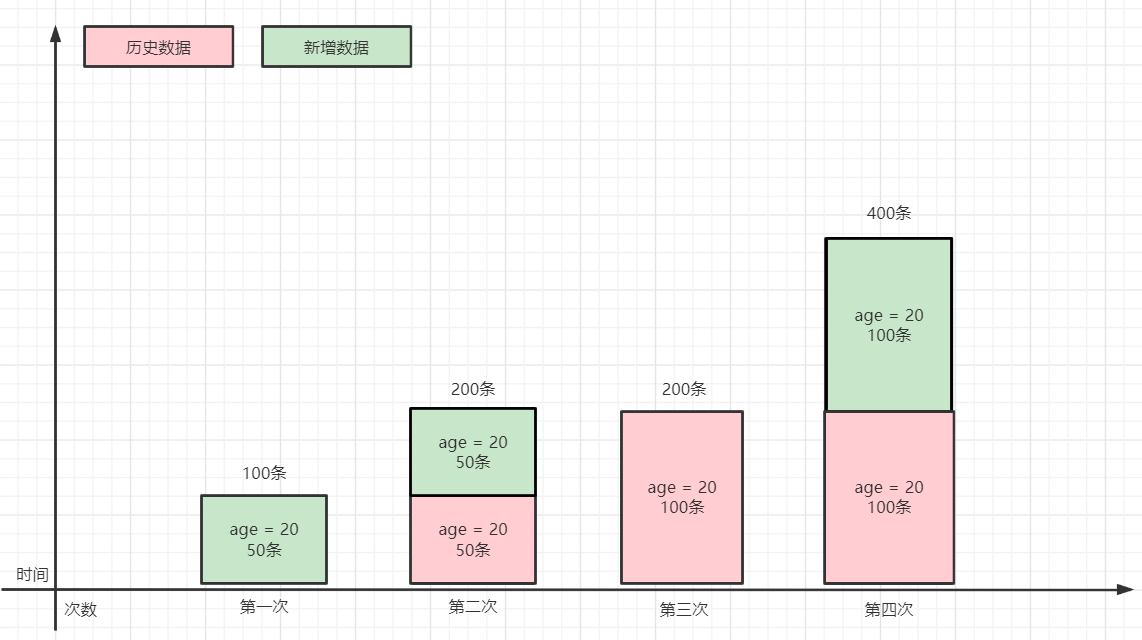 历史数据
新增数据
400条
age = 20
100条
200条
200条
age = 20
50条
100条
age = 20
100条
age = 20
100条
age = 20
50条
age = 20
50条
时间
次数
第一次
第二次
第三次
第四次